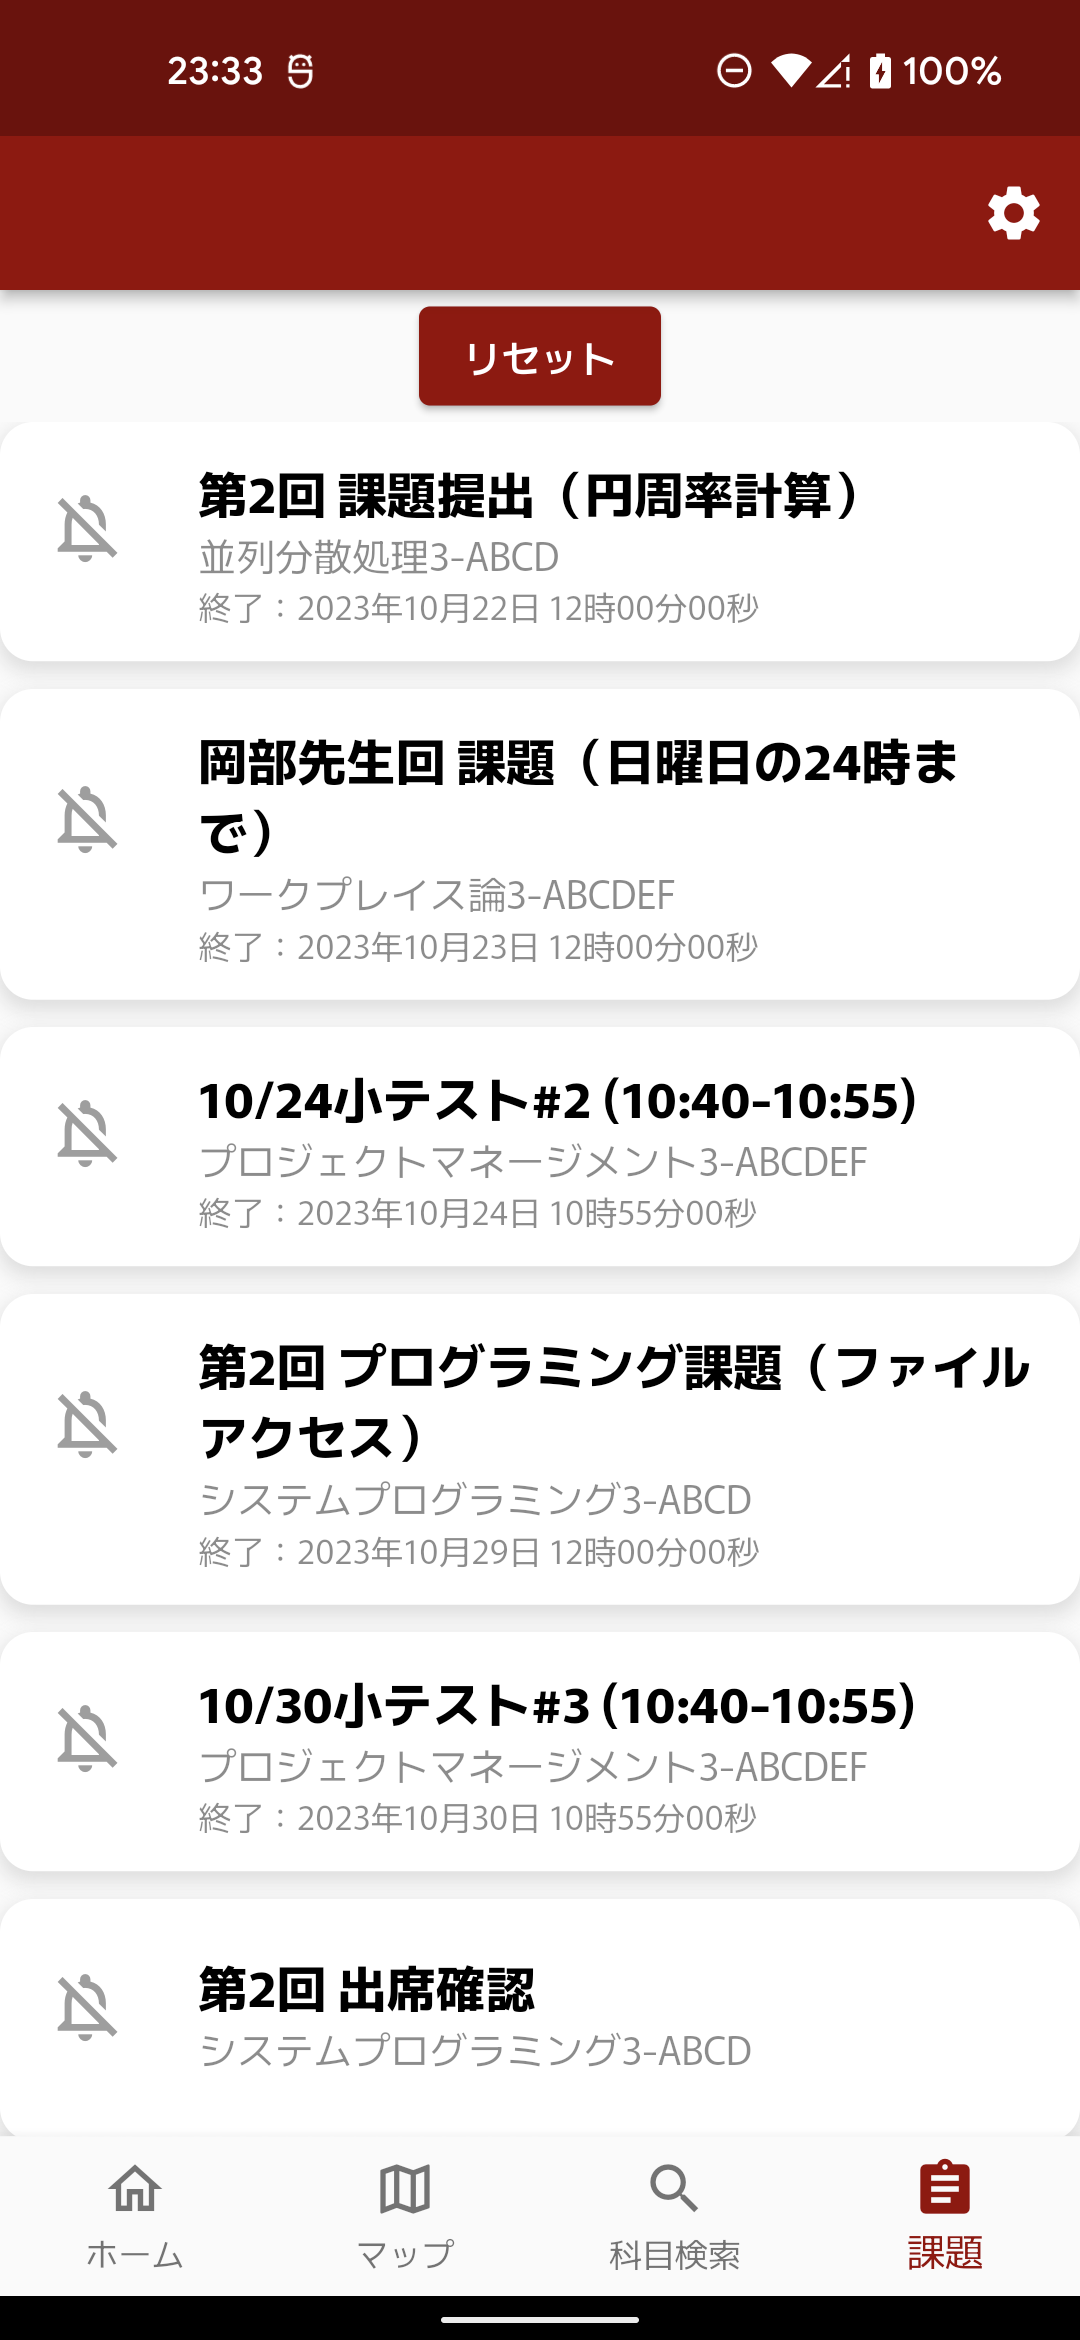 23:33
100%
リセット
第2回 課題提出（円周率計算）
並列分散処理3-ABCD
終了：2023年10月22日 12時00分00秒
岡部先生回 課題（日曜日の24時ま
で）
ワークプレイス論3-ABCDEF
終了：2023年10月23日 12時00分00秒
10/24小テスト#2 (10:40-10:55)
プロジェクトマネージメント3-ABCDEF
終了：2023年10月24日 10時55分00秒
第2回 プログラミング課題（ファイル
アクセス）
システムプログラミング3-ABCD
終了：2023年10月29日 12時00分00秒
10/30小テスト#3 (10:40-10:55)
プロジェクトマネージメント3-ABCDEF
終了：2023年10月30日 10時55分00秒
第2回 出席確認
システムプログラミング3-ABCD
ホーム
マップ
科目検索
課題